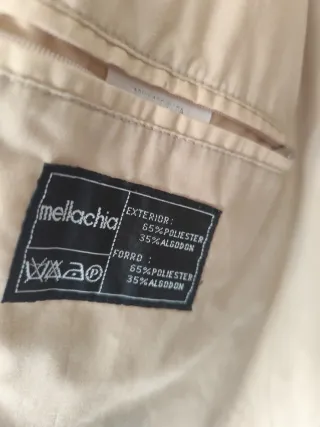 mellachia
EXTERIOR:
65%POLIESTER
35%ALGODON
FORRO :
65%POLIESTER
35%ALGODON
P